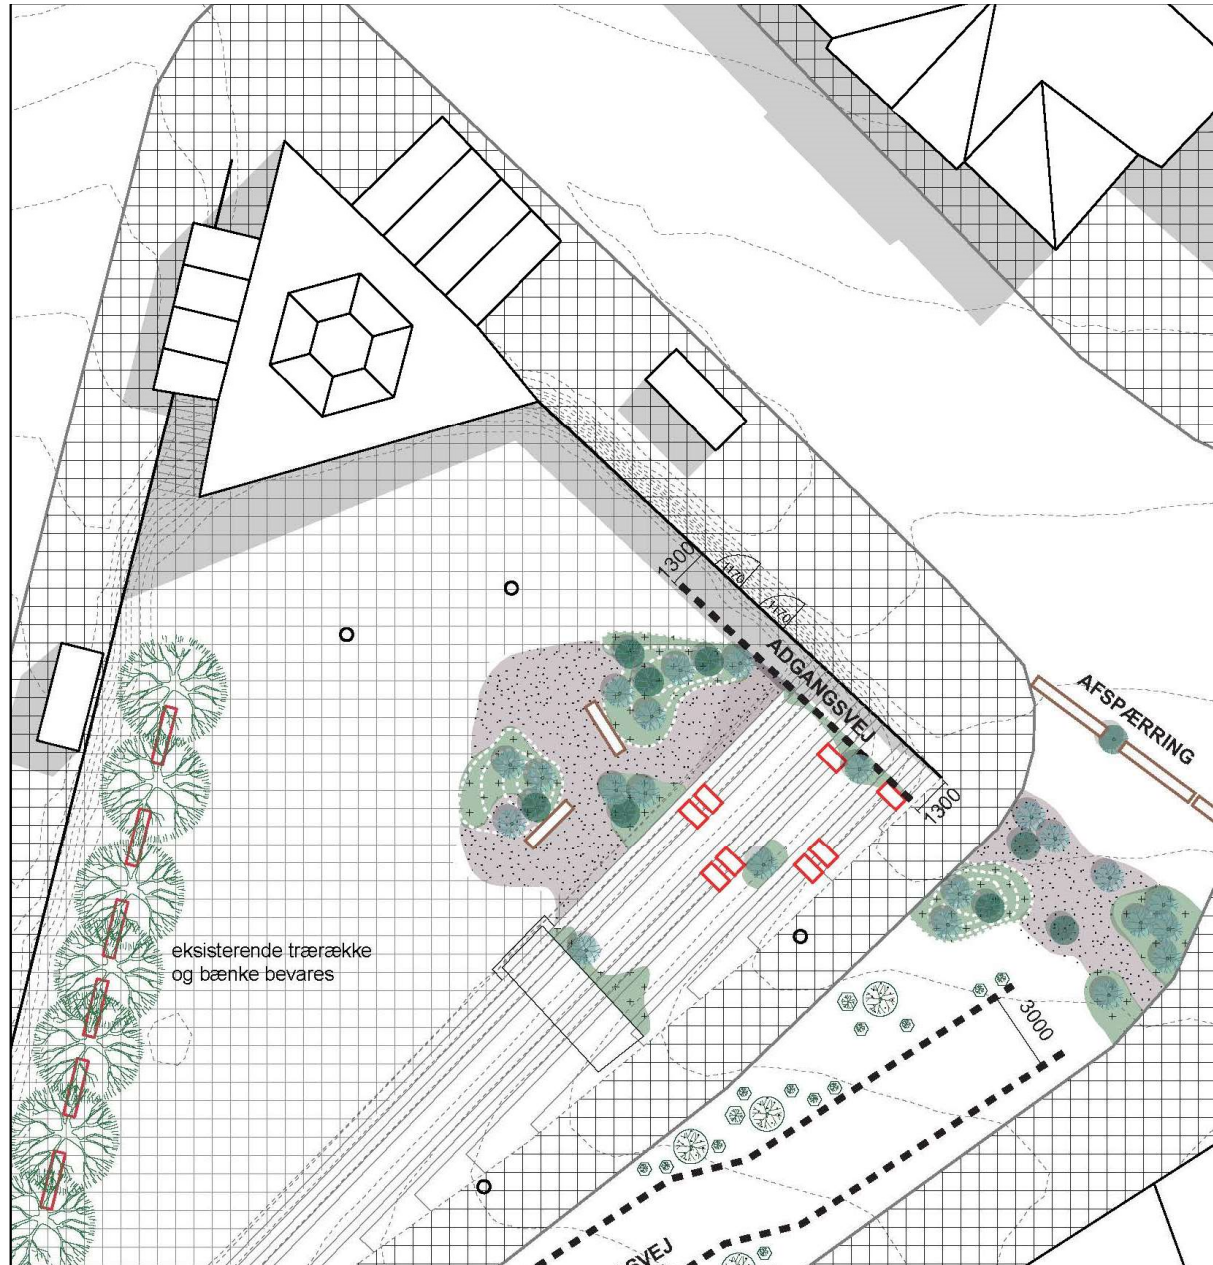 1300
1170
1170
ADGANGSVEJ
AFSPÆRRING
1300
eksisterende trærække
og bænke bevares
3000
SVEJ